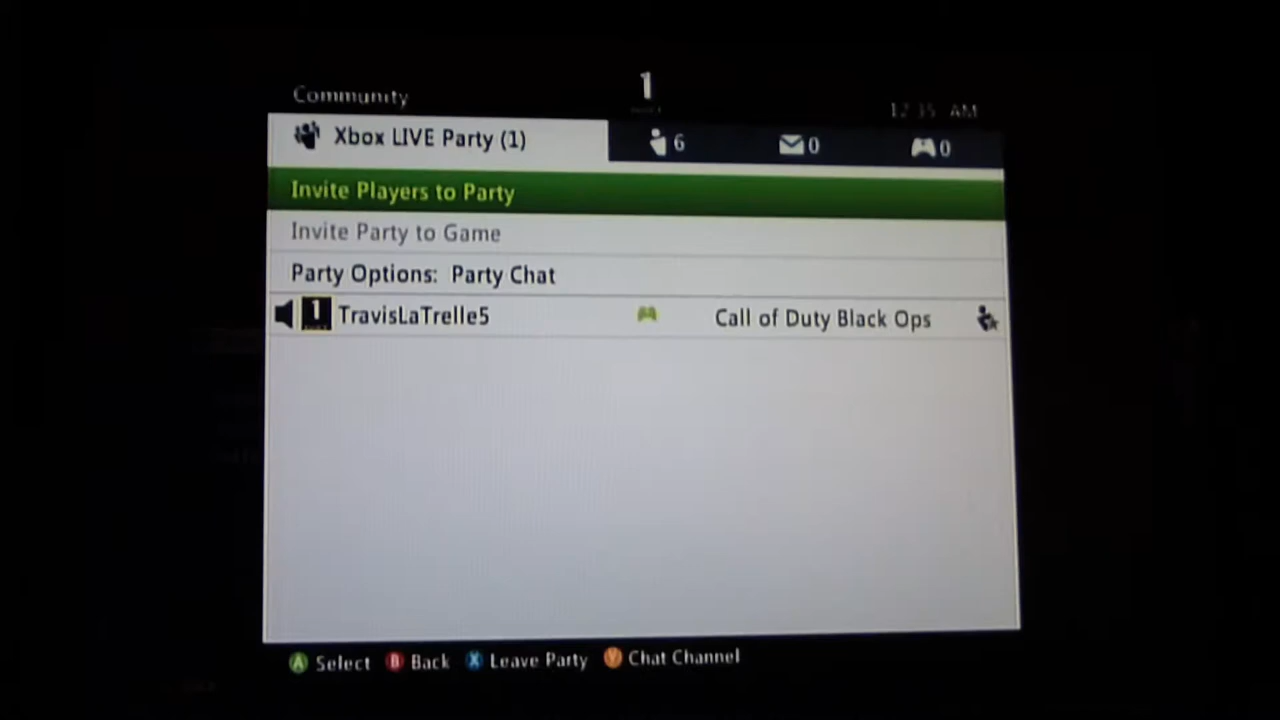 Community
1
12 35 AM
Xbox LIVE Party (1)
6
0
0
Invite Players to Party
Invite Party to Game
Party Options: Party Chat
1 TravisLaTrelle5 Call of Duty Black Ops
A Select B Back X Leave Party Y Chat Channel